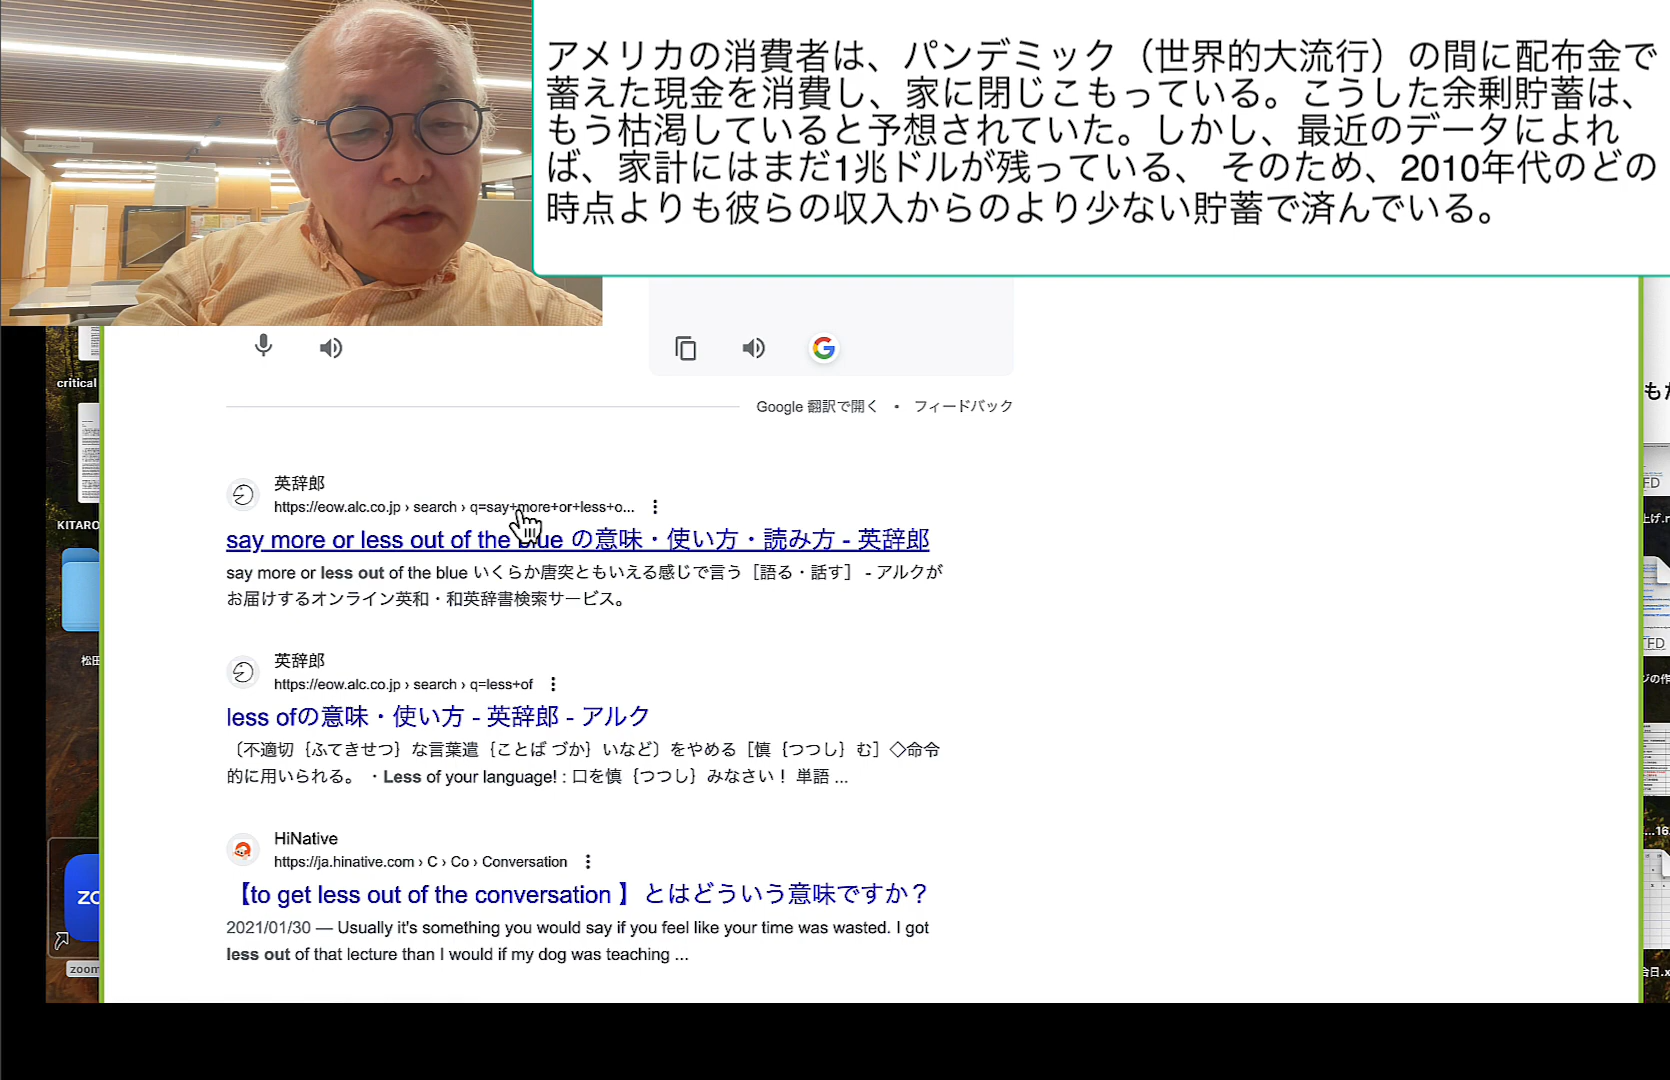 アメリカの消費者は、パンデミック（世界的大流行）の間に配布金で
蓄えた現金を消費し、家に閉じこもっている。こうした余剰貯蓄は、
もう枯渇していると予想されていた。しかし、最近のデータによれ
ば、家計にはまだ1兆ドルが残っている、 そのため、2010年代のどの
時点よりも彼らの収入からのより少ない貯蓄で済んでいる。
critical
KITARO
松田
zoom
Google 翻訳で開く • フィードバック
英辞郎
https://eow.alc.co.jp › search › q=say+more+or+less+o...
say more or less out of the blue の意味・使い方・読み方 - 英辞郎
say more or less out of the blue いくらか唐突ともいえる感じで言う［語る・話す］ - アルクが
お届けするオンライン英和・和英辞書検索サービス。
英辞郎
https://eow.alc.co.jp › search › q=less+of
less ofの意味・使い方 - 英辞郎 - アルク
〔不適切｛ふてきせつ｝な言葉遣｛ことば づか｝いなど〕をやめる［慎｛つつし｝む］◇命令
的に用いられる。 ・Less of your language! : 口を慎｛つつし｝みなさい！ 単語 ...
HiNative
https://ja.hinative.com › C › Co › Conversation
【to get less out of the conversation 】とはどういう意味ですか？
2021/01/30 — Usually it's something you would say if you feel like your time was wasted. I got
less out of that lecture than I would if my dog was teaching ...